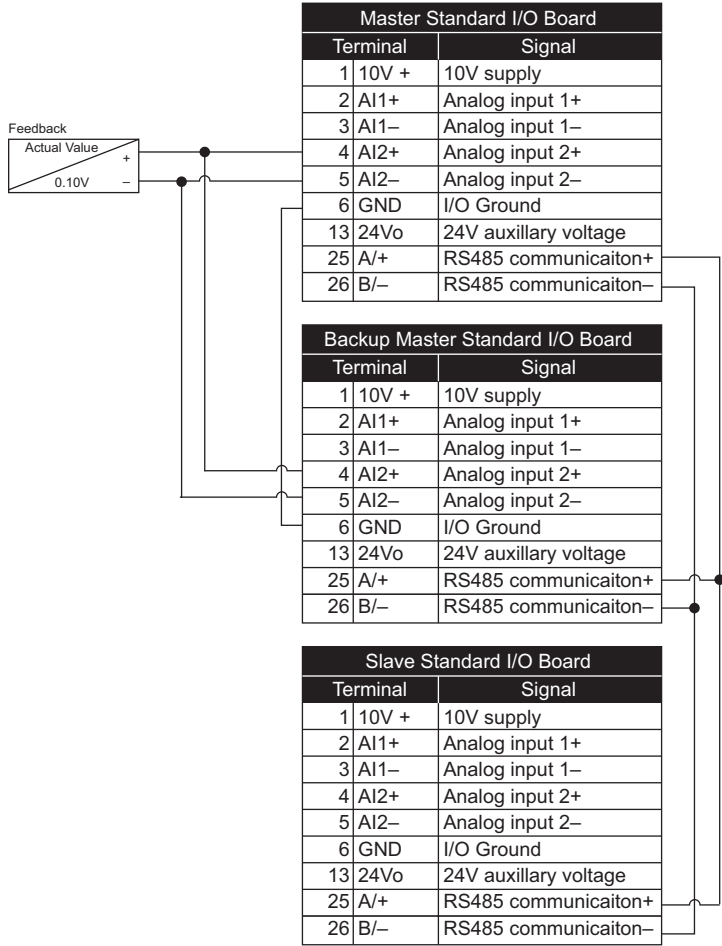 Master Standard I/O Board
Terminal Signal
1 10V + 10V supply
2 AI1+ Analog input 1+
3 AI1– Analog input 1–
4 AI2+ Analog input 2+
5 AI2– Analog input 2–
6 GND I/O Ground
13 24Vo 24V auxillary voltage
25 A/+ RS485 communicaiton+
26 B/– RS485 communicaiton–
Feedback
Actual Value
+
0.10V –
Backup Master Standard I/O Board
Terminal Signal
1 10V + 10V supply
2 AI1+ Analog input 1+
3 AI1– Analog input 1–
4 AI2+ Analog input 2+
5 AI2– Analog input 2–
6 GND I/O Ground
13 24Vo 24V auxillary voltage
25 A/+ RS485 communicaiton+
26 B/– RS485 communicaiton–
Slave Standard I/O Board
Terminal Signal
1 10V + 10V supply
2 AI1+ Analog input 1+
3 AI1– Analog input 1–
4 AI2+ Analog input 2+
5 AI2– Analog input 2–
6 GND I/O Ground
13 24Vo 24V auxillary voltage
25 A/+ RS485 communicaiton+
26 B/– RS485 communicaiton–